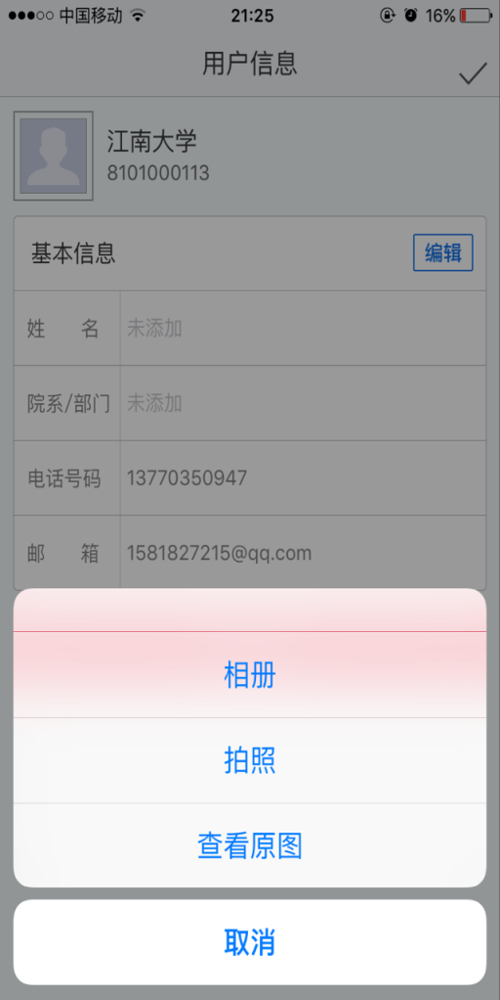 中国移动 21:25 16%
用户信息
江南大学
8101000113
基本信息 编辑
姓 名 未添加
院系/部门 未添加
电话号码 13770350947
邮 箱 1581827215@qq.com
相册
拍照
查看原图
取消